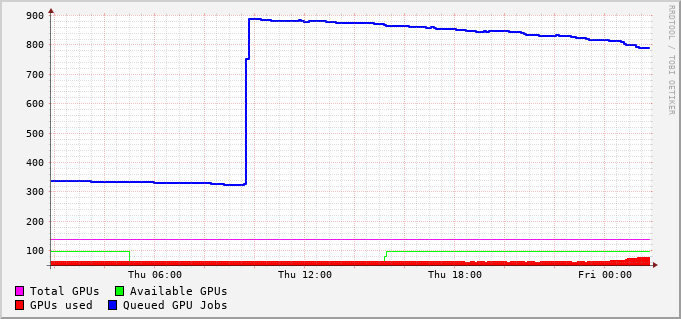 900
800
700
600
500
400
300
200
100
Thu 06:00 Thu 12:00 Thu 18:00 Fri 00:00
Total GPUs Available GPUs
GPUs used Queued GPU Jobs
RRDTOOL / TOBI OETIKER